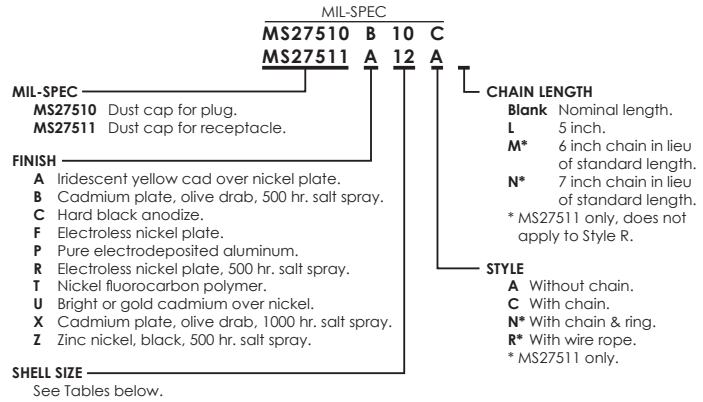 MIL-SPEC
MS27510 B 10 C
MS27511 A 12 A
MIL-SPEC
MS27510 Dust cap for plug.
MS27511 Dust cap for receptacle.
FINISH
A Iridescent yellow cad over nickel plate.
B Cadmium plate, olive drab, 500 hr. salt spray.
C Hard black anodize.
F Electroless nickel plate.
P Pure electrodeposited aluminum.
R Electroless nickel plate, 500 hr. salt spray.
T Nickel fluorocarbon polymer.
U Bright or gold cadmium over nickel.
X Cadmium plate, olive drab, 1000 hr. salt spray.
Z Zinc nickel, black, 500 hr. salt spray.
SHELL SIZE
See Tables below.
CHAIN LENGTH
Blank Nominal length.
L 5 inch.
M* 6 inch chain in lieu
of standard length.
N* 7 inch chain in lieu
of standard length.
* MS27511 only, does not
apply to Style R.
STYLE
A Without chain.
C With chain.
N* With chain & ring.
R* With wire rope.
* MS27511 only.